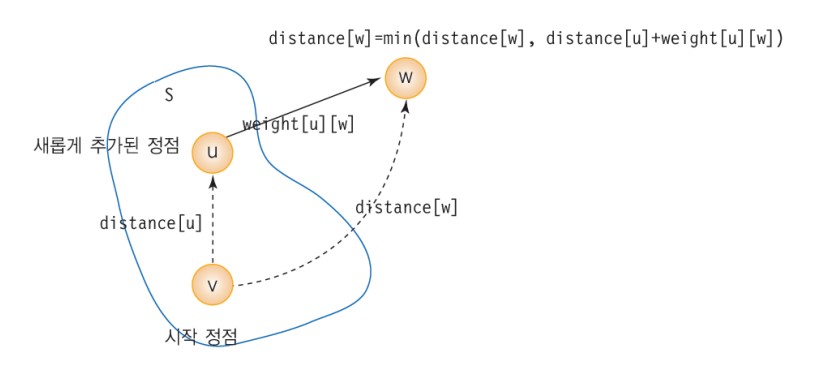 distance[w]=min(distance[w], distance[u]+weight[u][w])
S
w
weight[u][w]
새롭게 추가된 정점
u
distance[u]
distance[w]
v
시작 정점